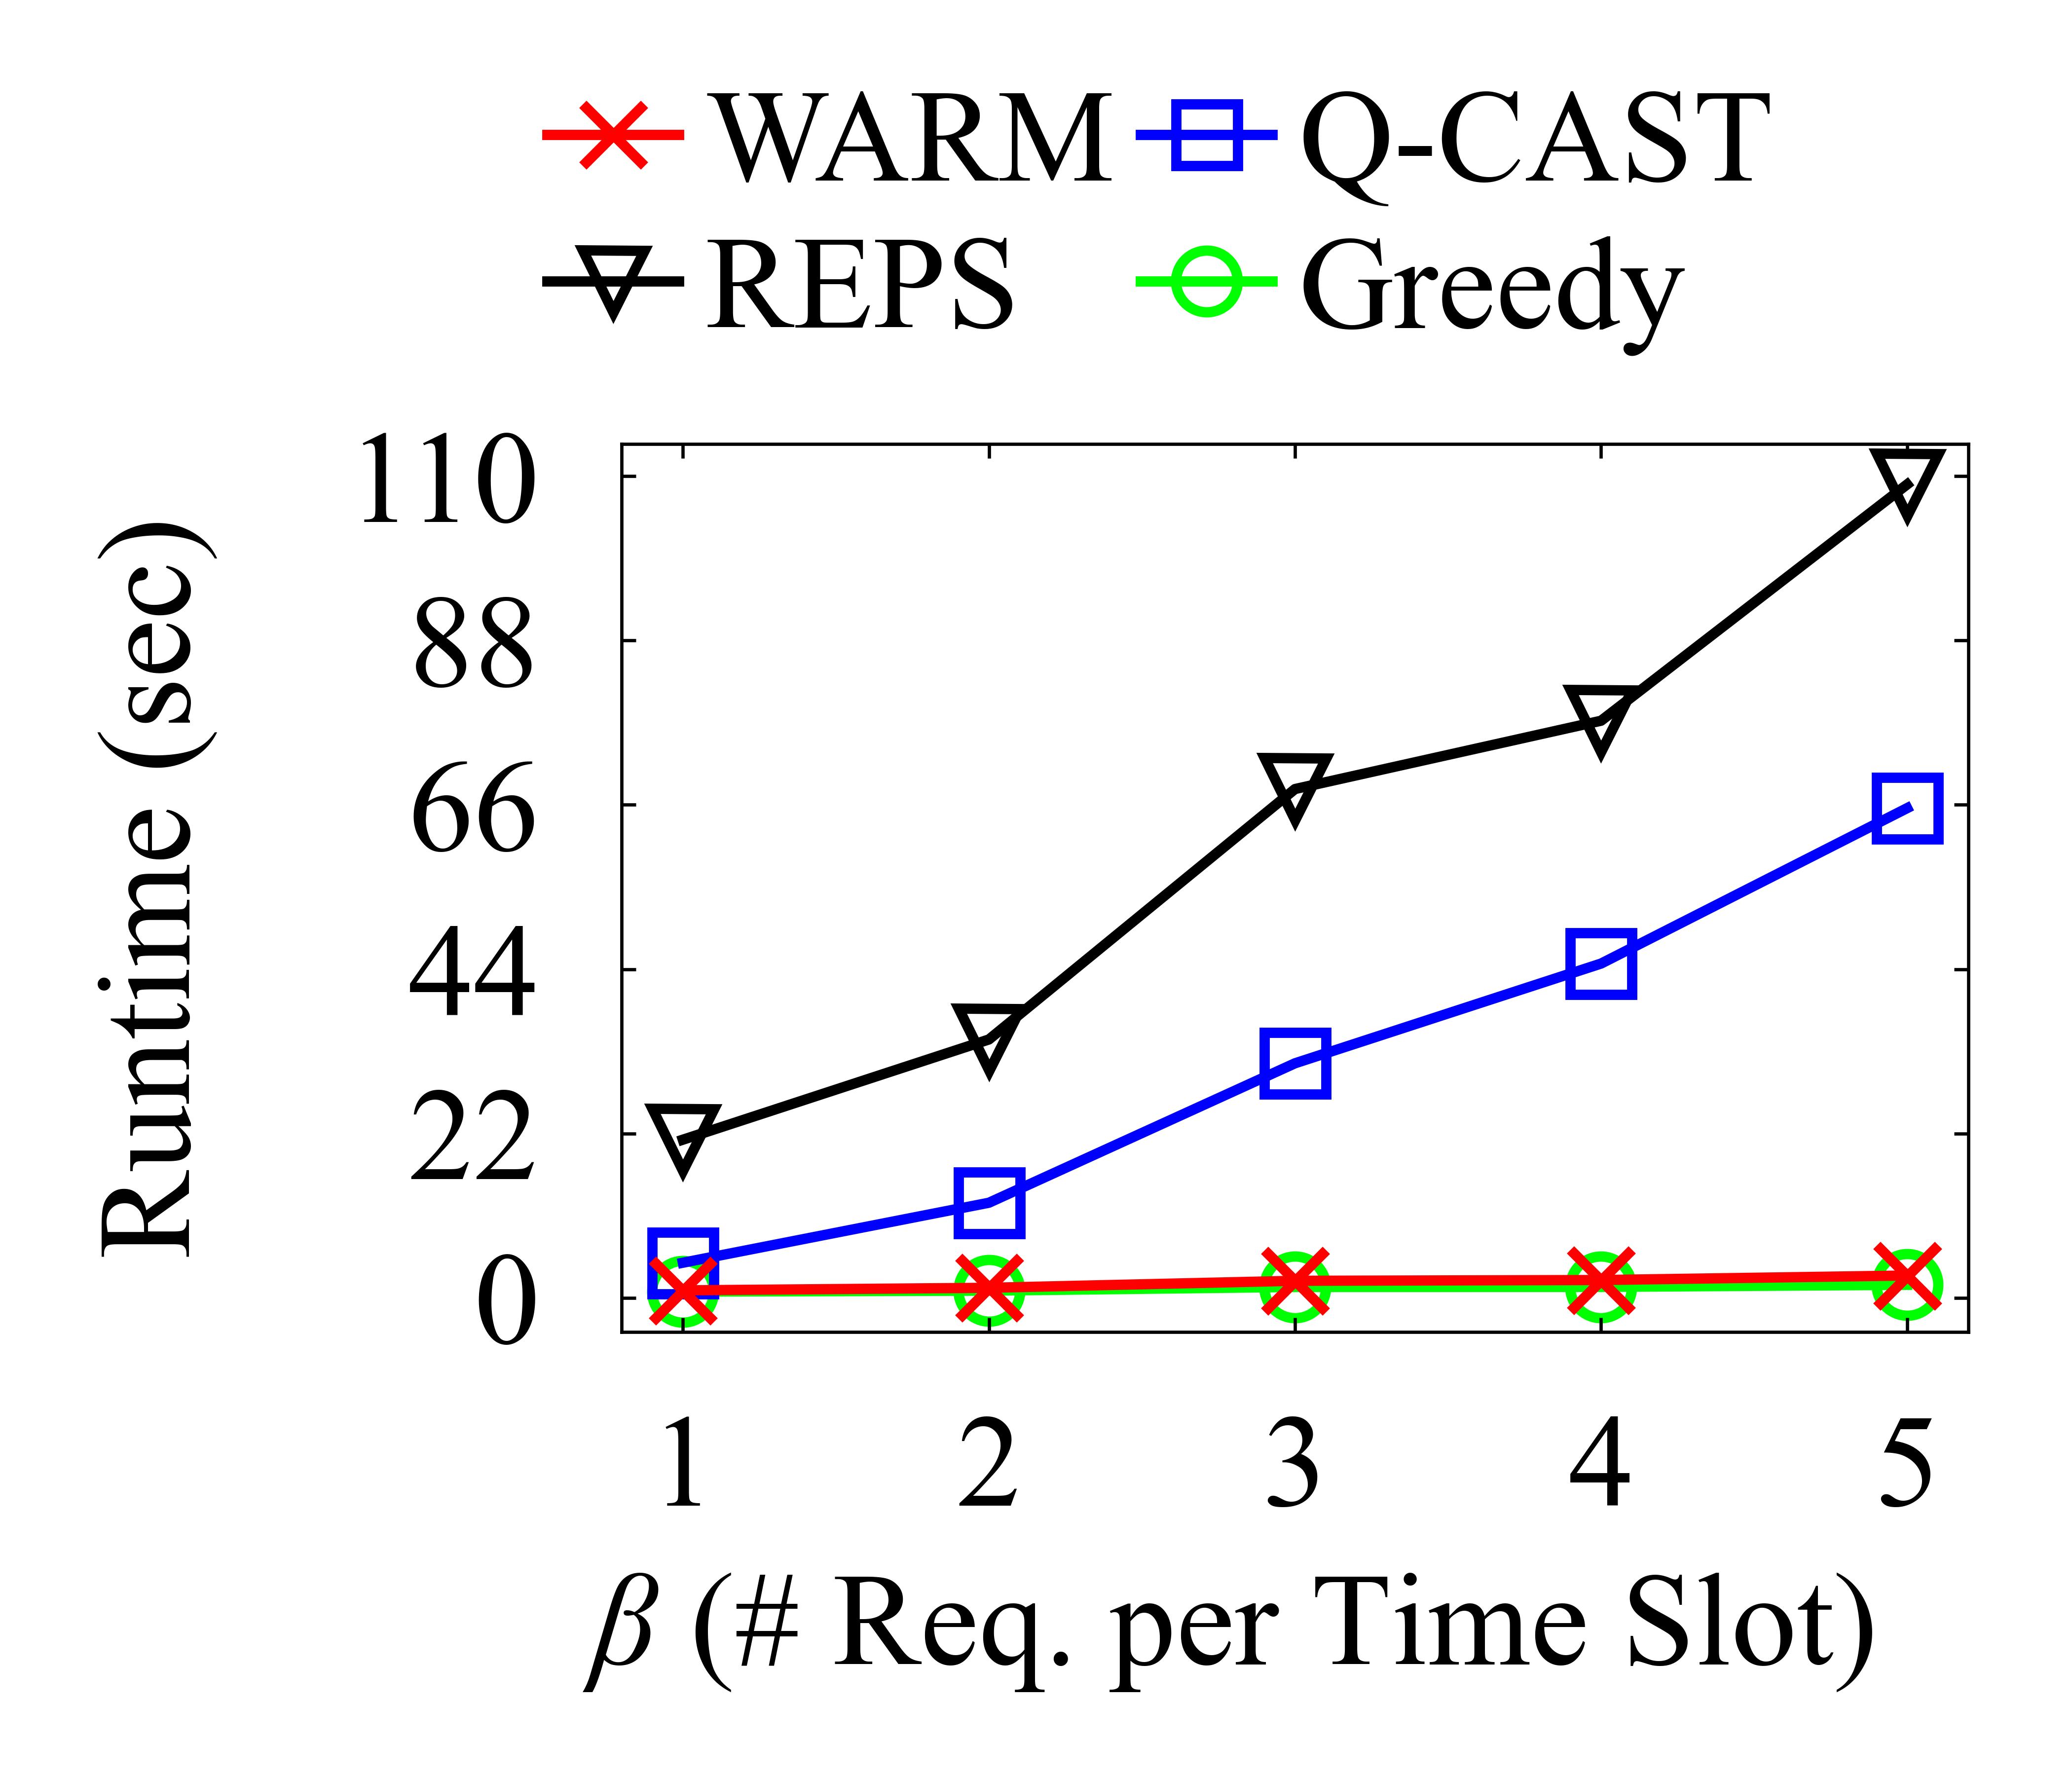 WARM Q-CAST
REPS Greedy
Runtime (sec)
110
88
66
44
22
0
1 2 3 4 5
β (# Req. per Time Slot)